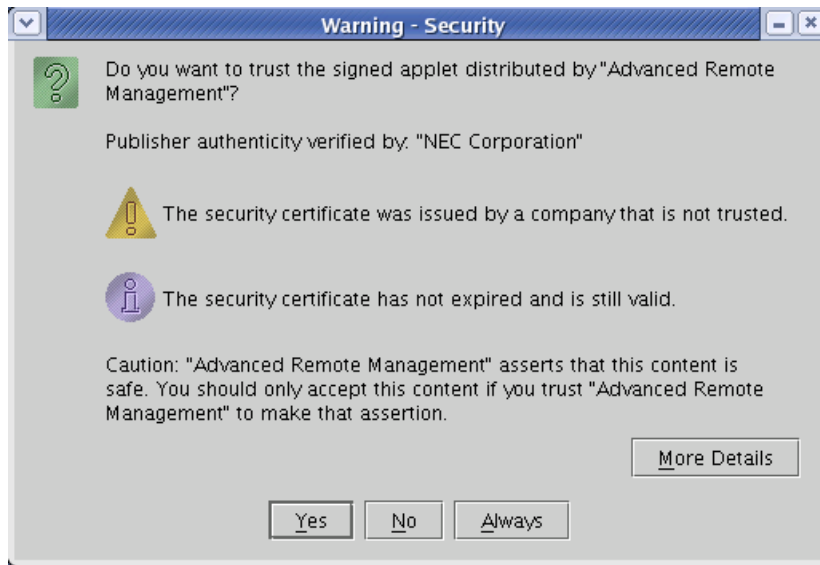 Warning - Security
Do you want to trust the signed applet distributed by "Advanced Remote
Management"?
Publisher authenticity verified by: "NEC Corporation"
The security certificate was issued by a company that is not trusted.
The security certificate has not expired and is still valid.
Caution: "Advanced Remote Management" asserts that this content is
safe. You should only accept this content if you trust "Advanced Remote
Management" to make that assertion.
More Details
Yes No Always